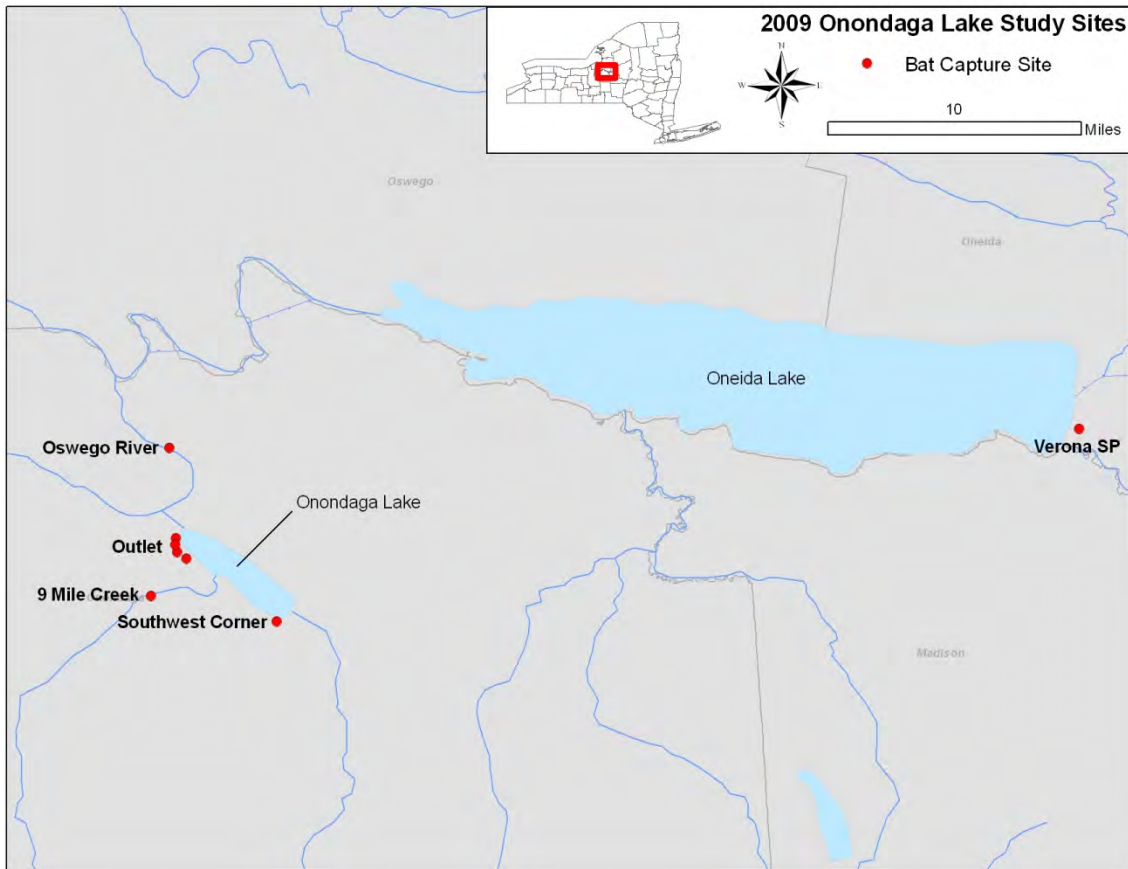 2009 Onondaga Lake Study Sites
N
W
E
S
Bat Capture Site
10
Miles
Oswego
Oneida
Oneida Lake
Verona SP
Oswego River
Onondaga Lake
Outlet
9 Mile Creek
Southwest Corner
Madison